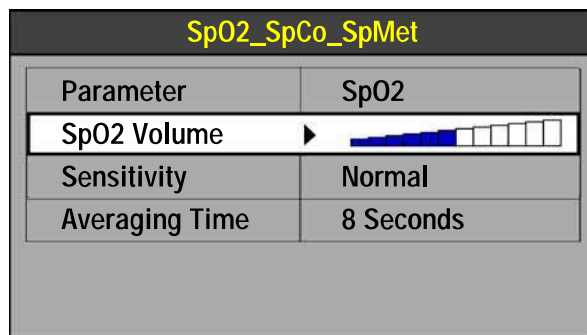 SpO2_SpCo_SpMet
Parameter SpO2
SpO2 Volume
Sensitivity Normal
Averaging Time 8 Seconds